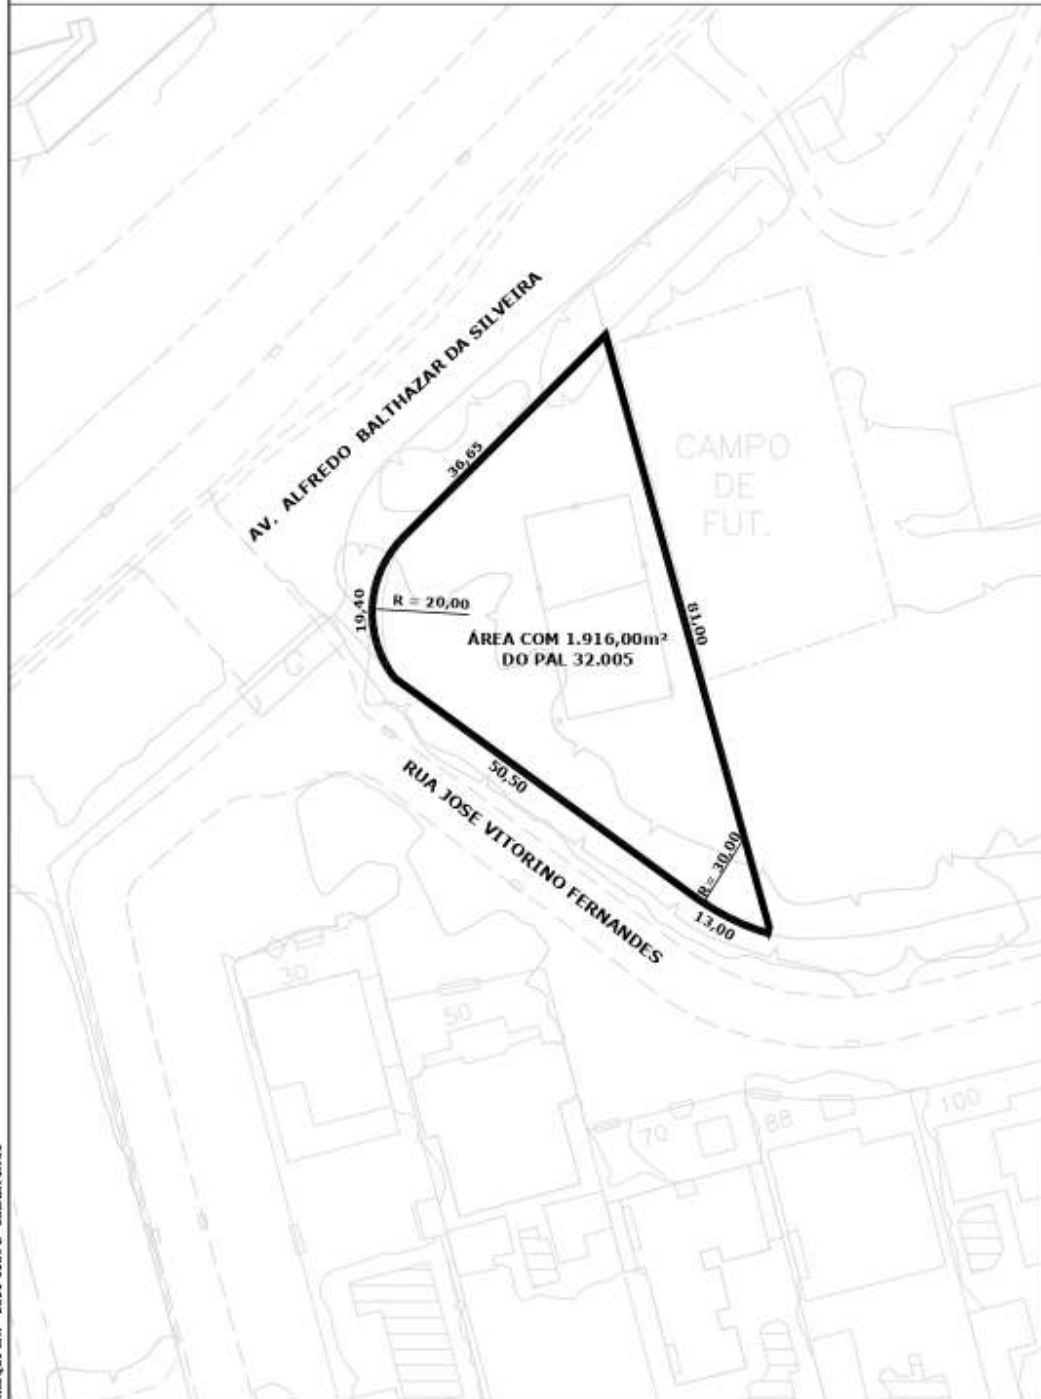 AV. ALFREDO BALTHAZAR DA SILVEIRA
36,65
CAMPO
DE
FUT.
19,40
R = 20,00
81,00
ÁREA COM 1.916,00m²
DO PAL 32.005
G
50,50
RUA JOSE VITORINO FERNANDES
R = 30,00
13,00
30
50
70
88
100